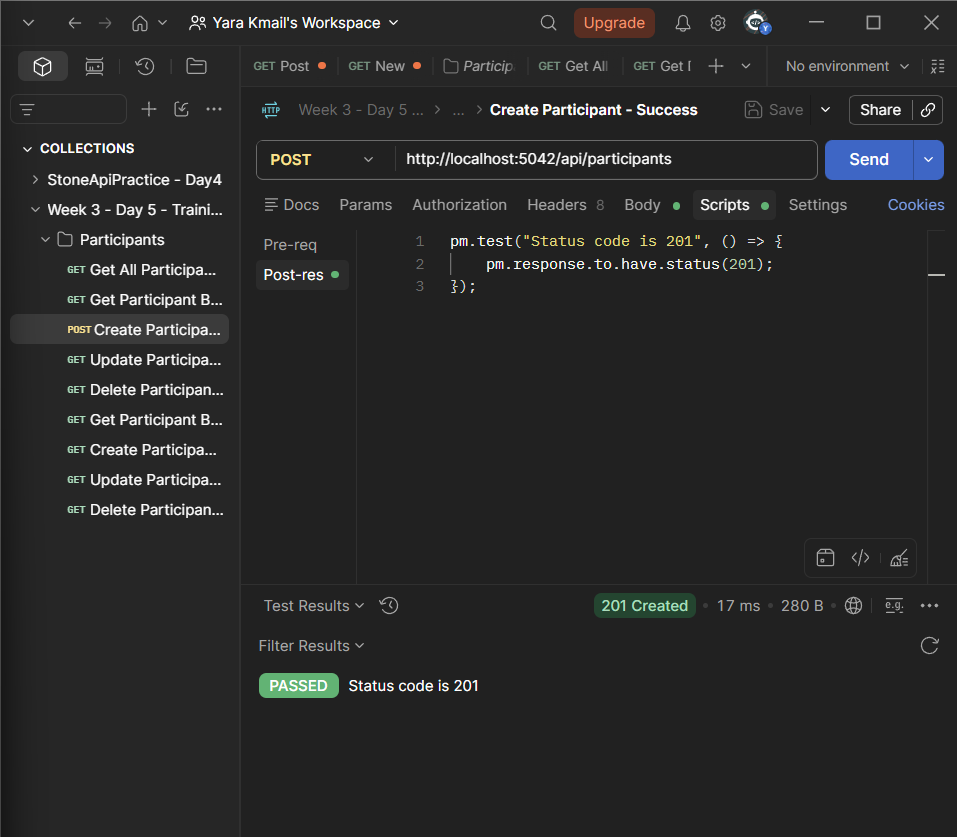 Yara Kmail's Workspace
Upgrade
Y
GET Post
GET New
Particip
GET Get All
GET Get
No environment
HTTP
Week 3 - Day 5 ... > ... > Create Participant - Success
Save
Share
COLLECTIONS
StoneApiPractice - Day4
Week 3 - Day 5 - Traini...
Participants
GET Get All Participa...
GET Get Participant B...
POST Create Participa...
GET Update Participa...
GET Delete Participan...
GET Get Participant B...
GET Create Participa...
GET Update Participa...
GET Delete Participan...
POST
http://localhost:5042/api/participants
Send
Docs
Params
Authorization
Headers 8
Body
Scripts
Settings
Cookies
Pre-req
Post-res
1 pm.test("Status code is 201", () => {
2 pm.response.to.have.status(201);
3 });
Test Results
201 Created
17 ms
280 B
e.g.
Filter Results
PASSED
Status code is 201